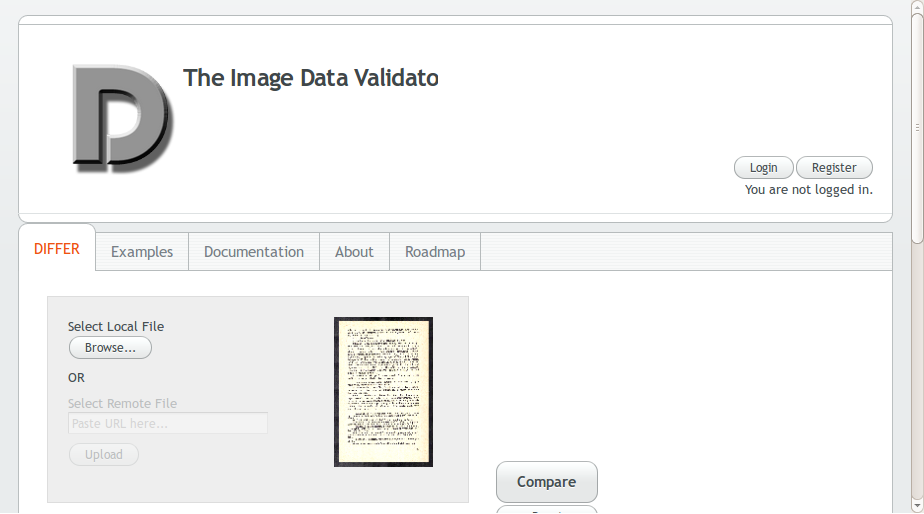 The Image Data Validato
Login Register
You are not logged in.
DIFFER Examples Documentation About Roadmap
Select Local File
Browse...
OR
Select Remote File
Paste URL here...
Upload
Compare